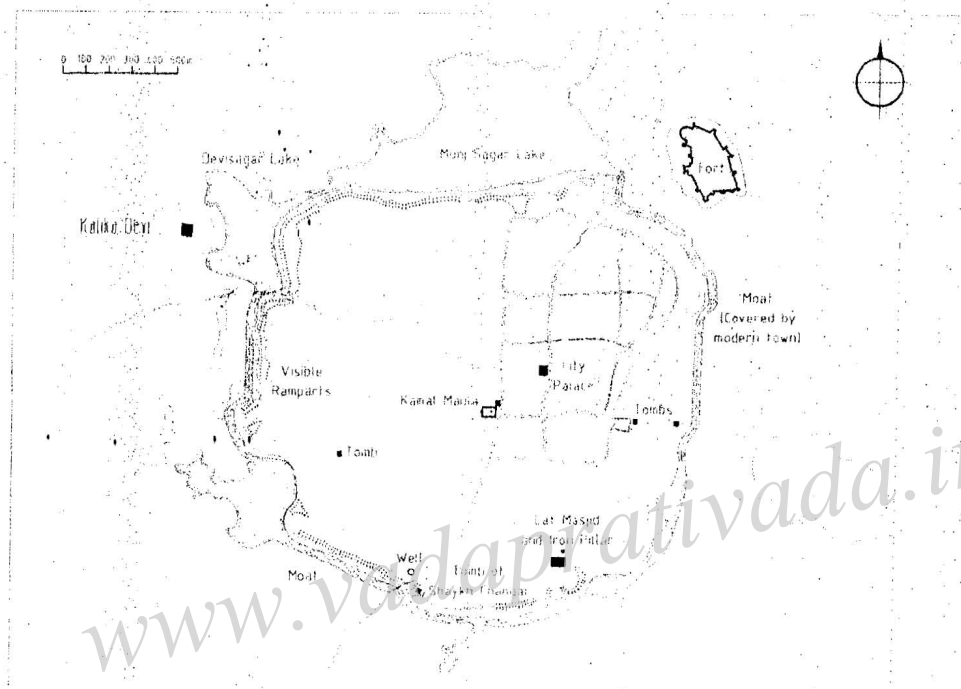 0 100 200 300 400 500m
Devisagar Lake
Munj Sagar Lake
Fort
Kalika Devi
Moat
(Covered by
modern town)
Visible
Ramparts
City
Palace
Kamal Maula
Tombs
Tomb
Lat Masjid
and Iron Pillar
Well
Tomb of
Moat
Shaykh Changal
www.vadaprativada.in